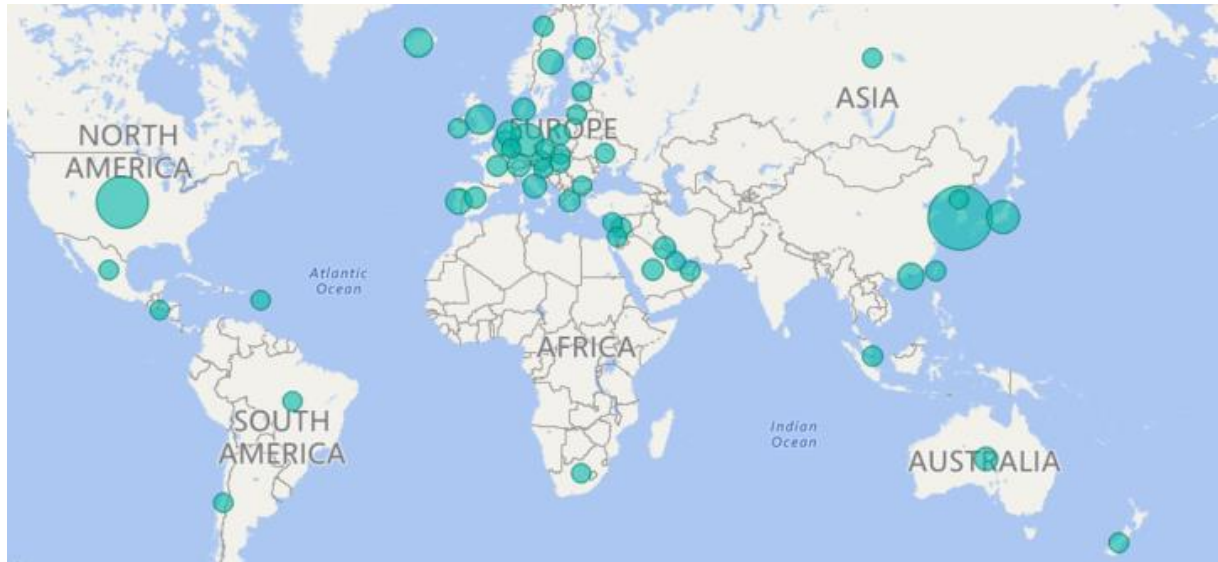 NORTH
AMERICA
EUROPE
ASIA
Atlantic
Ocean
AFRICA
SOUTH
AMERICA
Indian
Ocean
AUSTRALIA